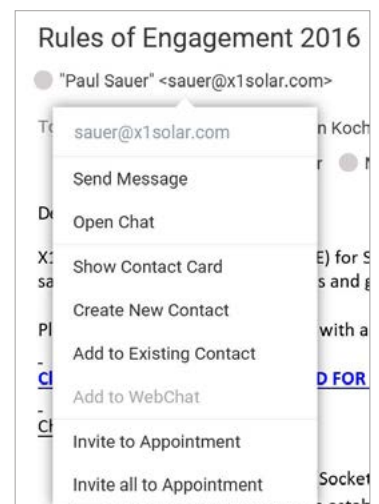 Rules of Engagement 2016
"Paul Sauer" <sauer@x1solar.com>
sauer@x1solar.com
n Koch
Send Message
Open Chat
Show Contact Card
E) for S
s and g
Create New Contact
Add to Existing Contact
with a
Add to WebChat
D FOR
Invite to Appointment
Invite all to Appointment
Socket